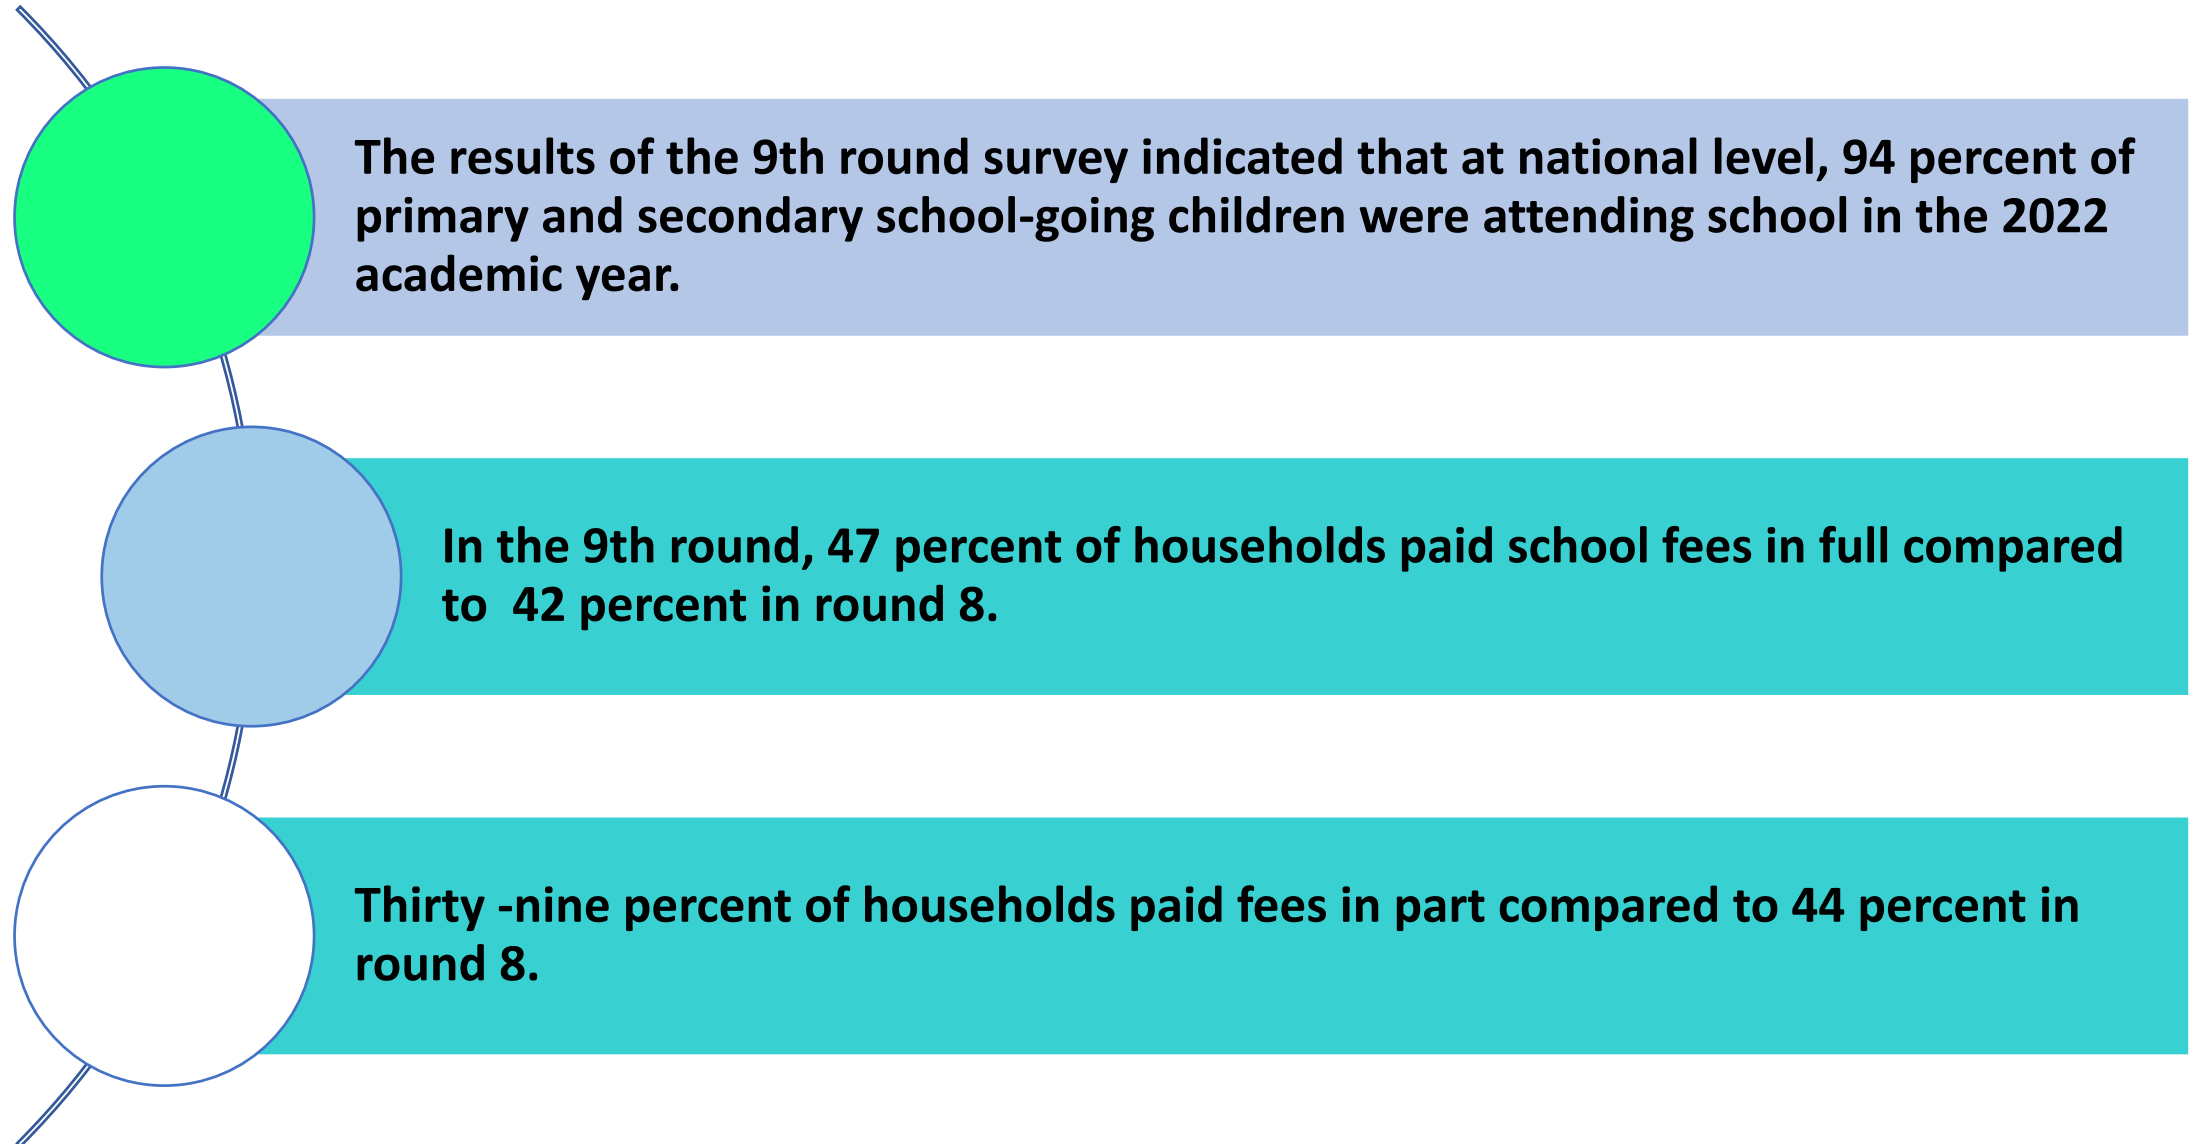 The results of the 9th round survey indicated that at national level, 94 percent of
primary and secondary school-going children were attending school in the 2022
academic year.
In the 9th round, 47 percent of households paid school fees in full compared
to  42 percent in round 8.
Thirty -nine percent of households paid fees in part compared to 44 percent in
round 8.